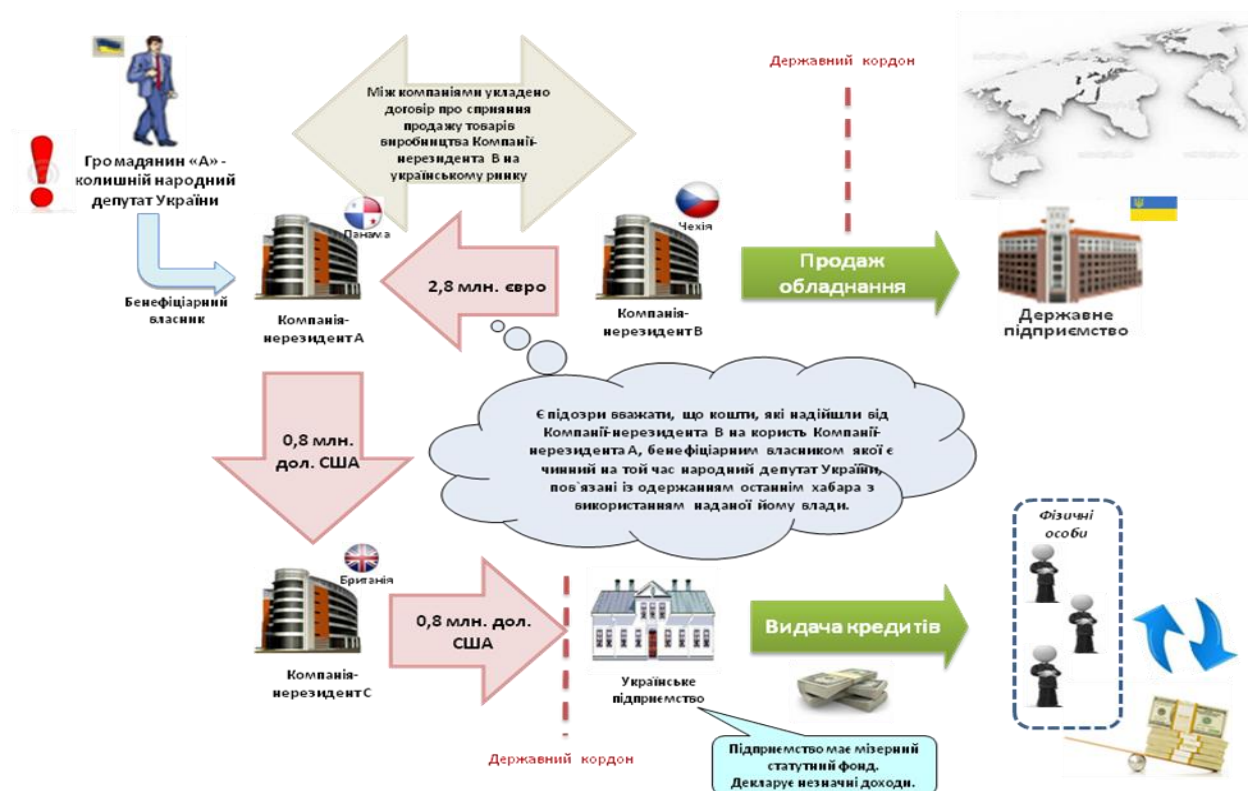 Державний кордон
Між компаніями укладено
договір про сприяння
продажу товарів
виробництва Компанії-
нерезидента В на
українському ринку
Громадянин «А» -
колишній народний
депутат України
Панама
Чехія
Бенефіціарний
власник
2,8 млн. євро
Продаж
обладнання
Компанія-
нерезидент А
Компанія-
нерезидент В
Державне
підприємство
0,8 млн.
дол. США
Є підозри вважати, що кошти, які надійшли від
Компанії-нерезидента В на користь Компанії-
нерезидента А, бенефіціарним власником якої є
чинний на той час народний депутат України,
пов`язані із одержанням останнім хабара з
використанням наданої йому влади.
Фізичні
особи
Британія
0,8 млн. дол.
США
Видача кредитів
Компанія-
нерезидент С
Українське
підприємство
Державний кордон
Підприємство має мізерний
статутний фонд.
Декларує незначні доходи.